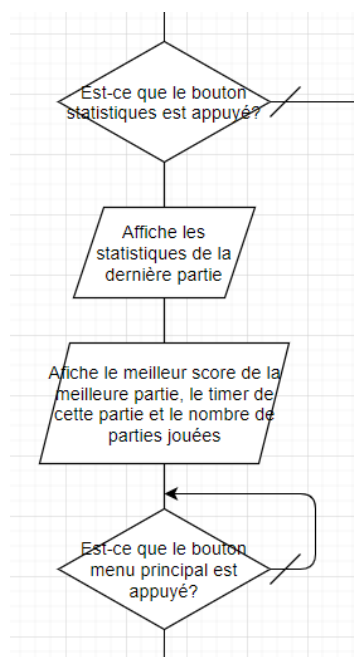 Est-ce que le bouton
statistiques est appuyé?
Affiche les
statistiques de la
dernière partie
Afiche le meilleur score de la
meilleure partie, le timer de
cette partie et le nombre de
parties jouées
Est-ce que le bouton
menu principal est
appuyé?